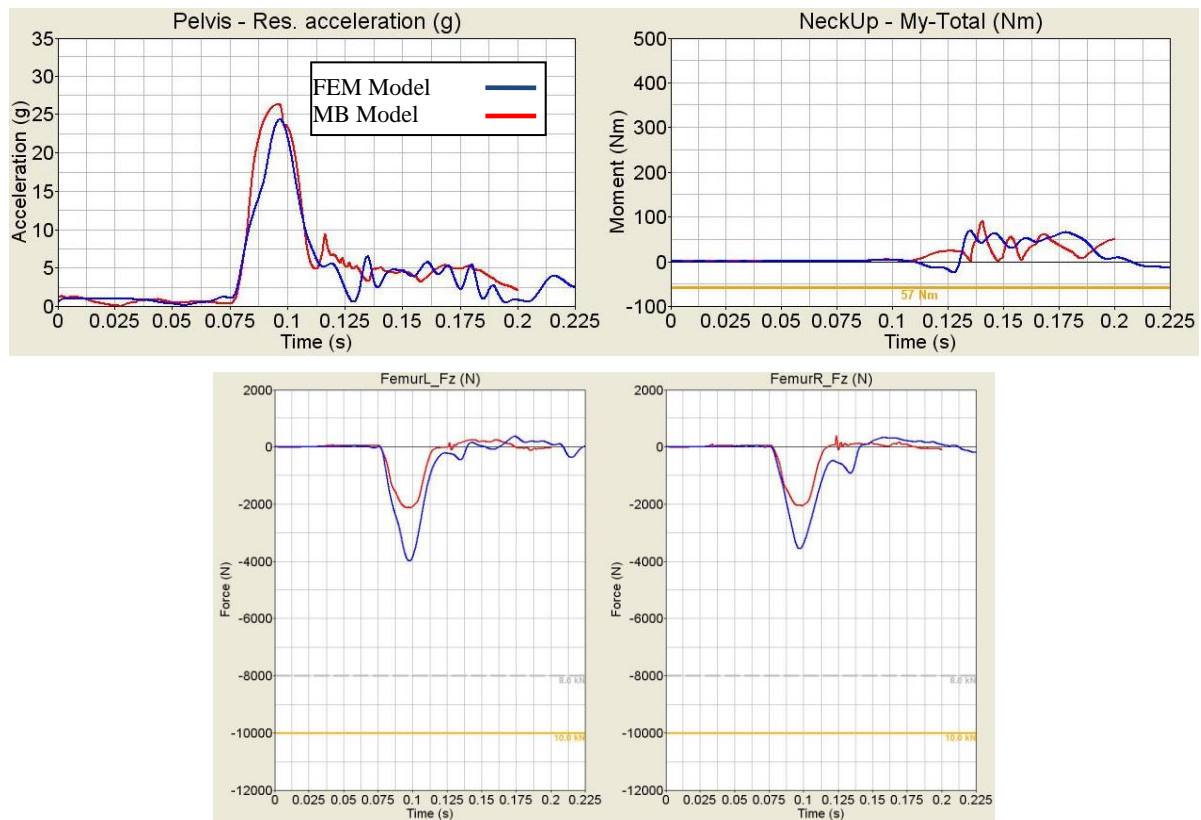 Pelvis - Res. acceleration (g)
35
30
25
20
15
10
5
0
Acceleration (g)
0 0.025 0.05 0.075 0.1 0.125 0.15 0.175 0.2 0.225
Time (s)
FEM Model
MB Model
NeckUp - My-Total (Nm)
500
400
300
200
100
0
-100
Moment (Nm)
57 Nm
0 0.025 0.05 0.075 0.1 0.125 0.15 0.175 0.2 0.225
Time (s)
FemurL_Fz (N)
2000
0
-2000
-4000
-6000
-8000
-10000
-12000
Force (N)
8.0 kN
10.0 kN
0 0.025 0.05 0.075 0.1 0.125 0.15 0.175 0.2 0.225
Time (s)
FemurR_Fz (N)
2000
0
-2000
-4000
-6000
-8000
-10000
-12000
Force (N)
8.0 kN
10.0 kN
0 0.025 0.05 0.075 0.1 0.125 0.15 0.175 0.2 0.225
Time (s)